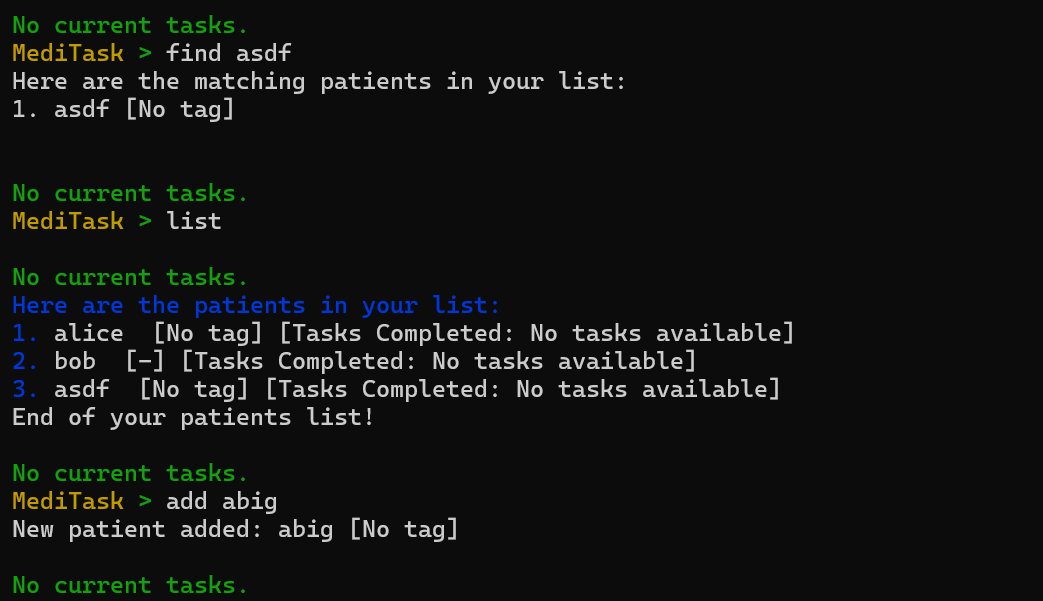 No current tasks.
MediTask > find asdf
Here are the matching patients in your list:
1. asdf [No tag]
No current tasks.
MediTask > list
No current tasks.
Here are the patients in your list:
1. alice  [No tag] [Tasks Completed: No tasks available]
2. bob  [-] [Tasks Completed: No tasks available]
3. asdf  [No tag] [Tasks Completed: No tasks available]
End of your patients list!
No current tasks.
MediTask > add abig
New patient added: abig [No tag]
No current tasks.